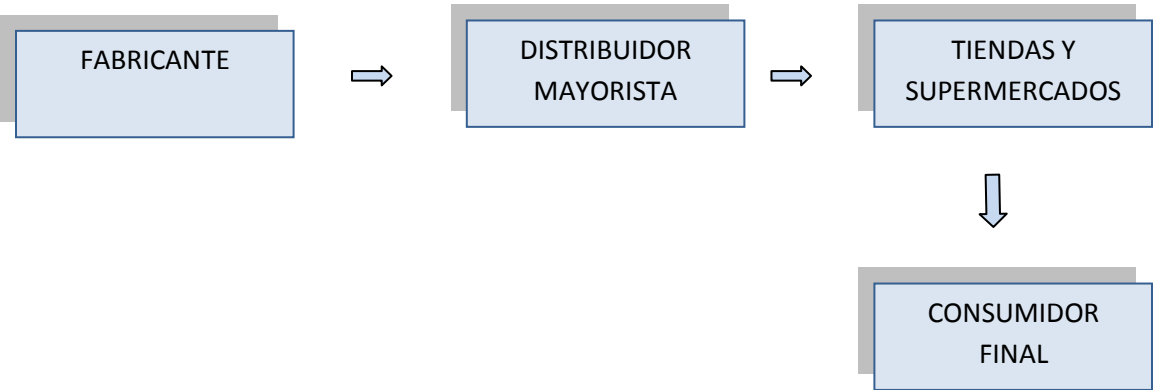 FABRICANTE
DISTRIBUIDOR
MAYORISTA
TIENDAS Y
SUPERMERCADOS
CONSUMIDOR
FINAL